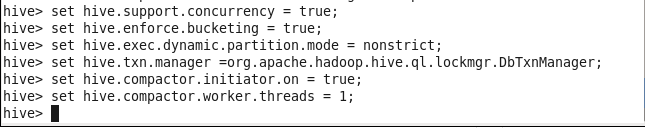 hive> set hive.support.concurrency = true;
hive> set hive.enforce.bucketing = true;
hive> set hive.exec.dynamic.partition.mode = nonstrict;
hive> set hive.txn.manager =org.apache.hadoop.hive.ql.lockmgr.DbTxnManager;
hive> set hive.compactor.initiator.on = true;
hive> set hive.compactor.worker.threads = 1;
hive>